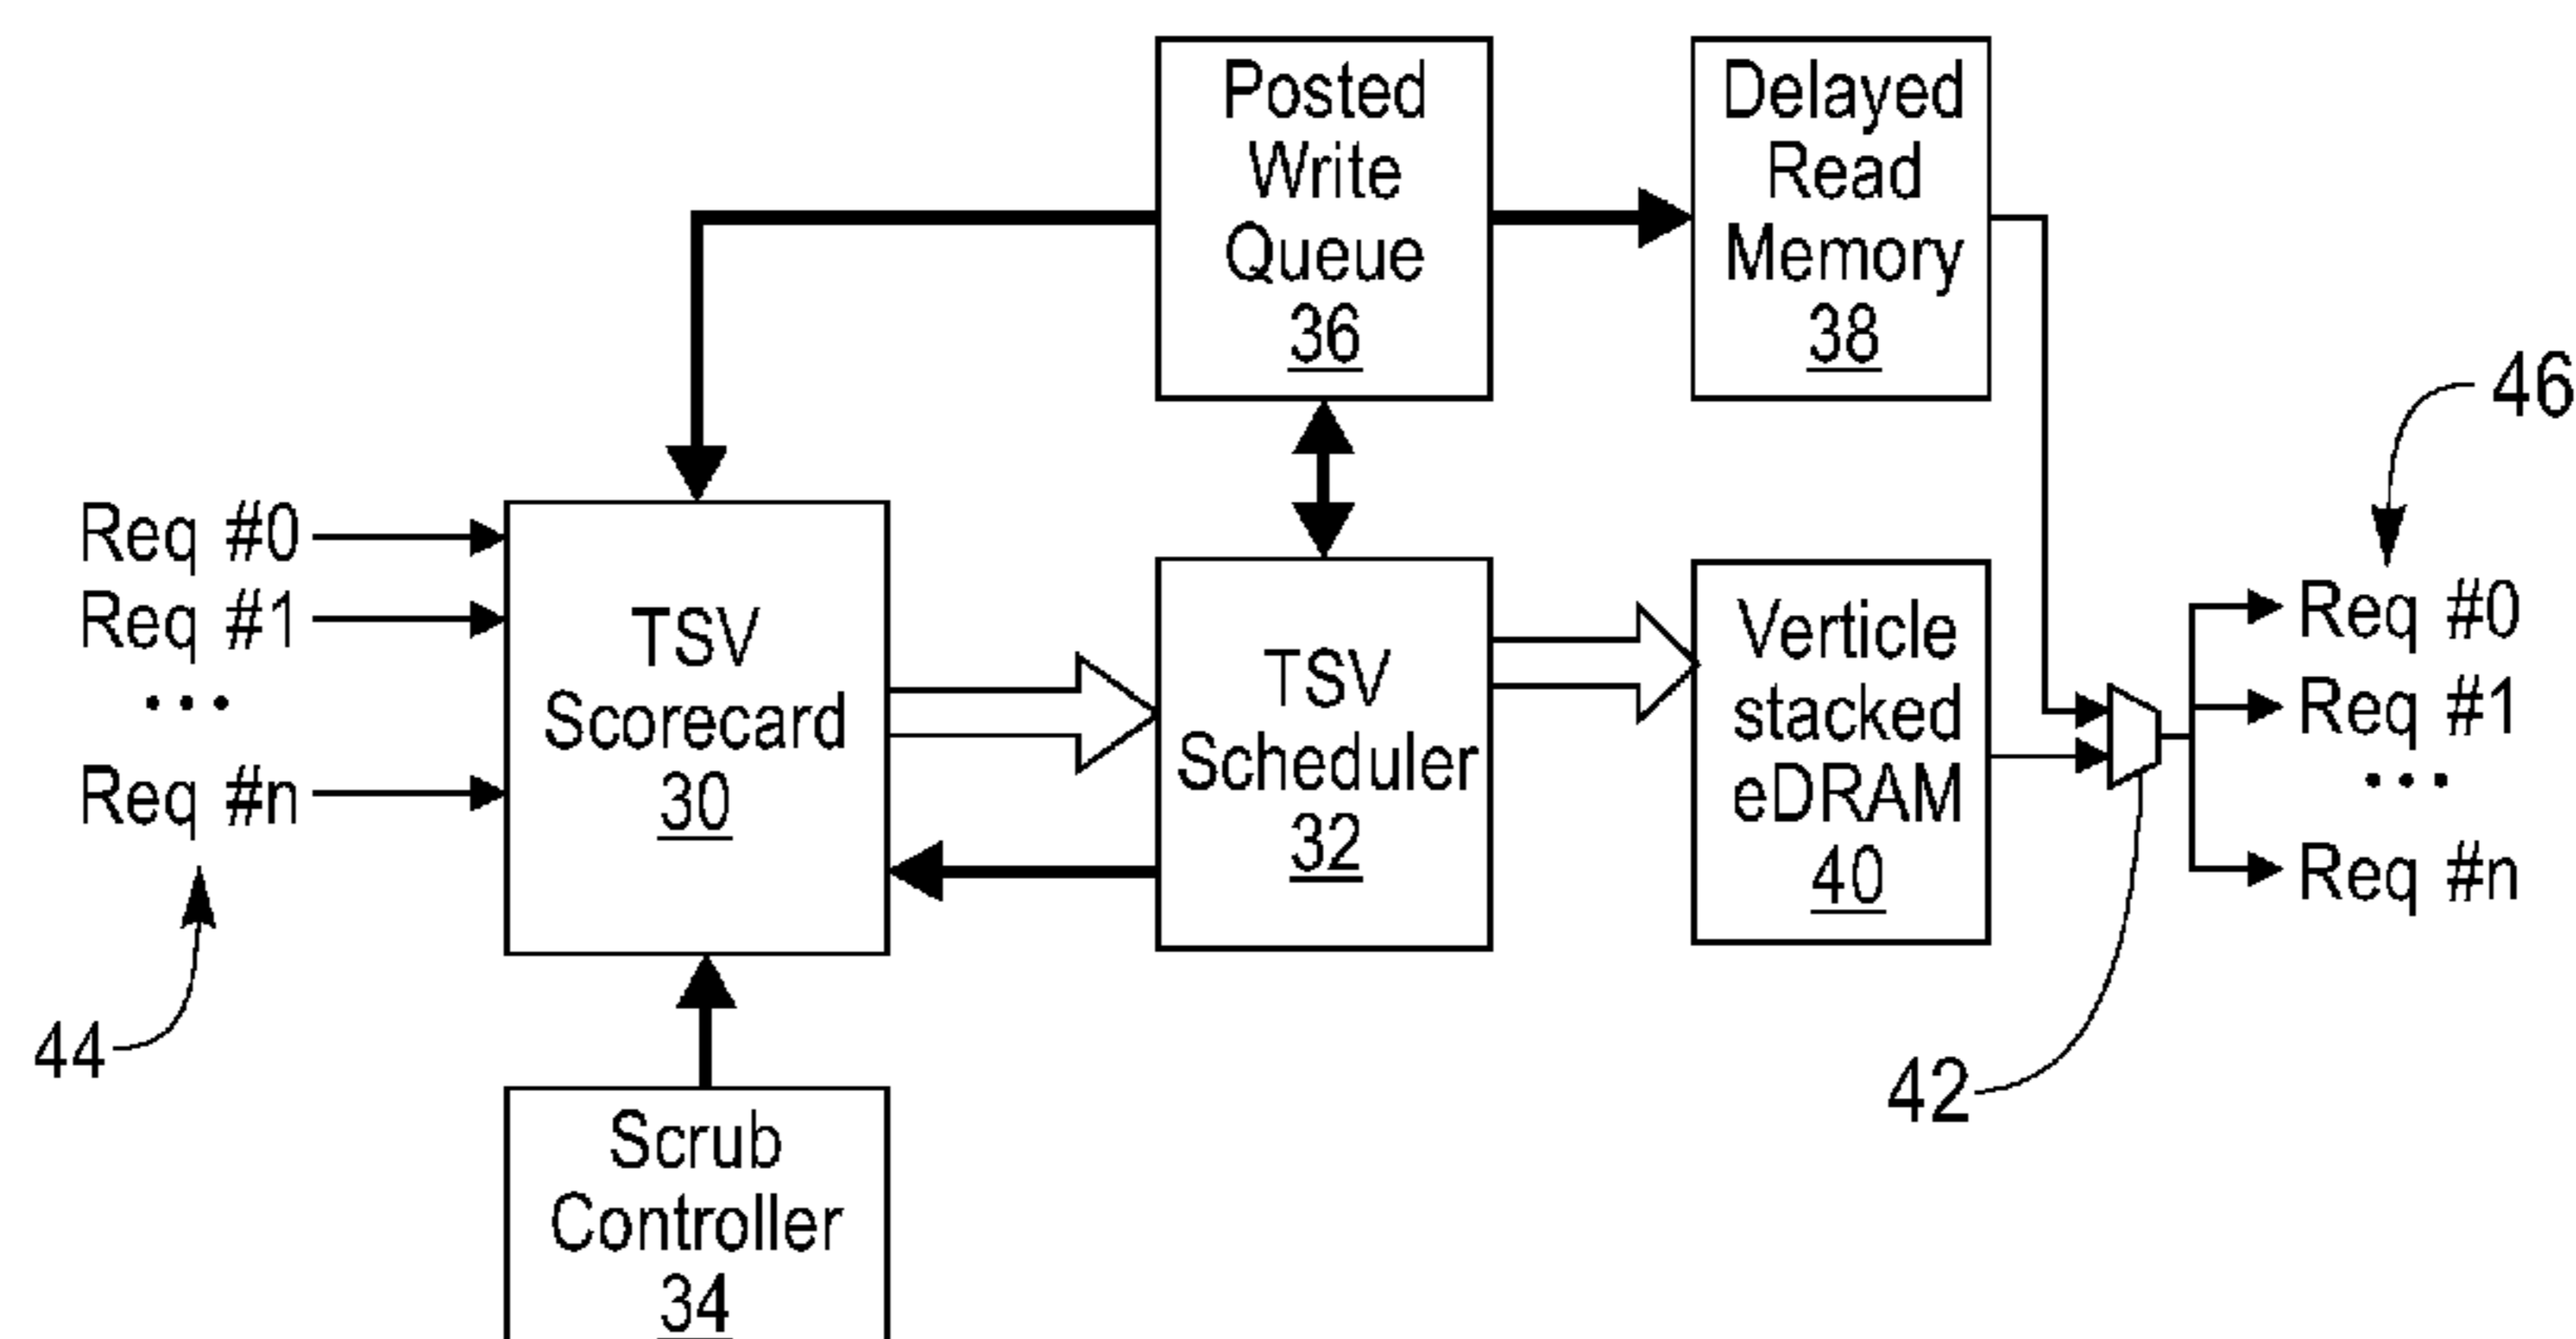 Posted
Write
Queue
36
Delayed
Read
Memory
38
46
Req #0
Req #1
• • •
Req #n
44
TSV
Scorecard
30
TSV
Scheduler
32
Verticle
stacked
eDRAM
40
42
Req #0
Req #1
• • •
Req #n
Scrub
Controller
34